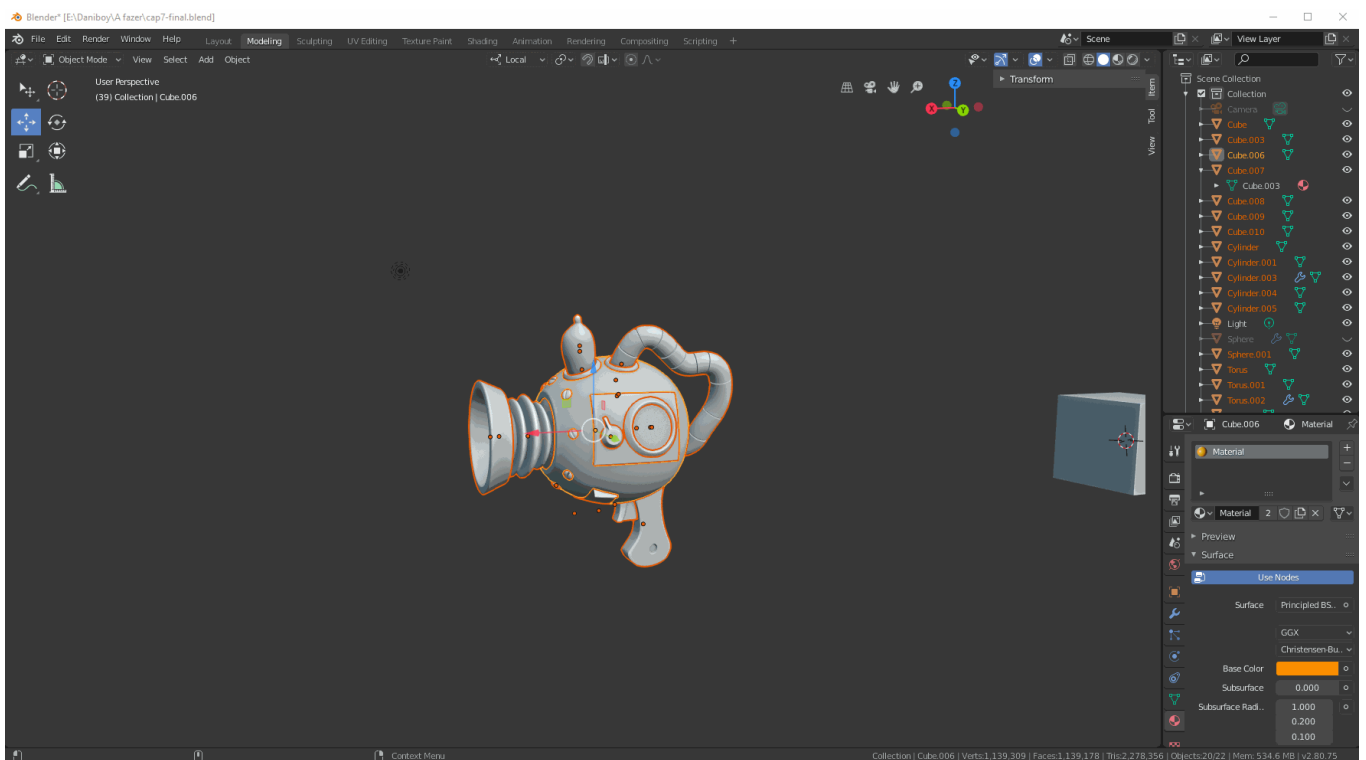 Blender* [E:\Daniboy\A fazer\cap7-final.blend]
File Edit Render Window Help Layout Modeling Sculpting UV Editing Texture Paint Shading Animation Rendering Compositing Scripting + Scene View Layer
Object Mode View Select Add Object Local
User Perspective
(39) Collection | Cube.006
Transform
Item
Tool
View
X
Y
Z
Scene Collection
Collection
Camera
Cube
Cube.003
Cube.006
Cube.007
Cube.003
Cube.008
Cube.009
Cube.010
Cylinder
Cylinder.001
Cylinder.003
Cylinder.004
Cylinder.005
Light
Sphere
Sphere.001
Torus
Torus.001
Torus.002
Cube.006 Material
Material
Material 2
Preview
Surface
Use Nodes
Surface Principled BS..
GGX
Christensen-Bu..
Base Color
Subsurface 0.000
Subsurface Radi.. 1.000
0.200
0.100
Context Menu
Collection | Cube.006 | Verts:1,139,309 | Faces:1,139,178 | Tris:2,278,356 | Objects:20/22 | Mem: 534.6 MB | v2.80.75